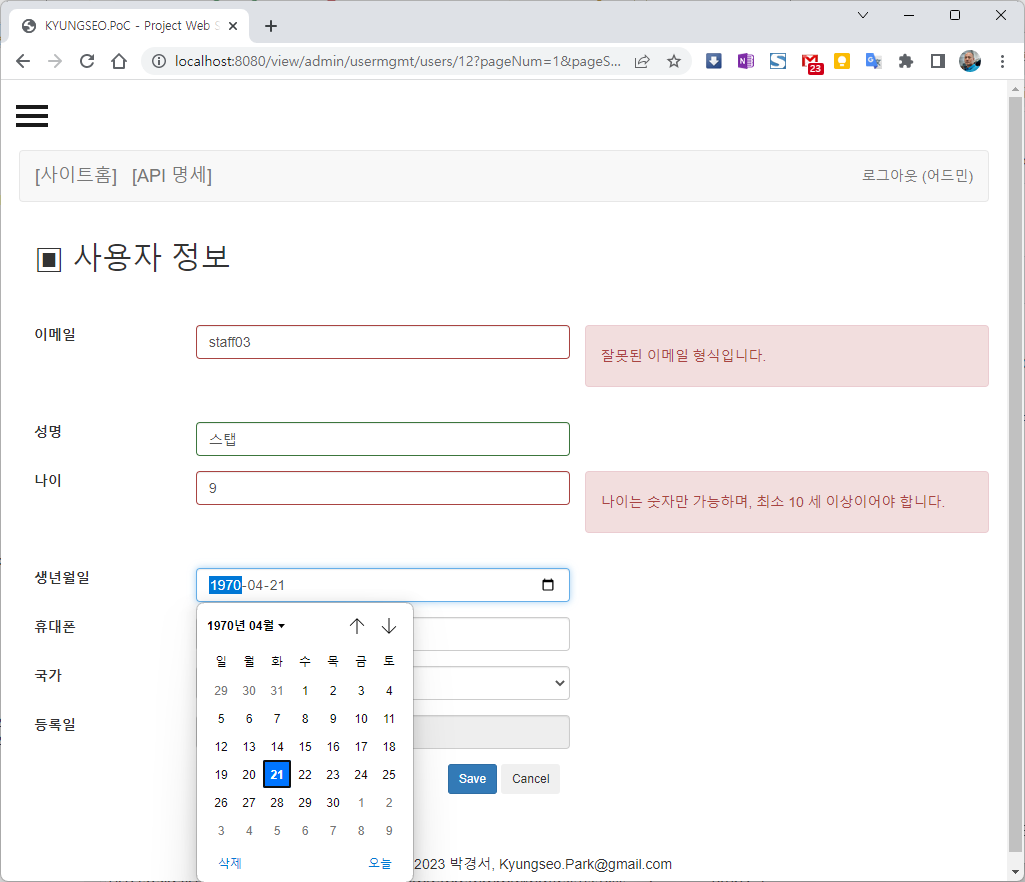 KYUNGSEO.PoC - Project Web S
localhost:8080/view/admin/usermgmt/users/12?pageNum=1&pageS...
23
[사이트홈] [API 명세] 로그아웃 (어드민)
▣ 사용자 정보
이메일 staff03 잘못된 이메일 형식입니다.
성명 스탭
나이 9 나이는 숫자만 가능하며, 최소 10 세 이상이어야 합니다.
생년월일 1970-04-21
휴대폰
국가
등록일
1970년 04월
일 월 화 수 목 금 토
29 30 31 1 2 3 4
5 6 7 8 9 10 11
12 13 14 15 16 17 18
19 20 21 22 23 24 25
26 27 28 29 30 1 2
3 4 5 6 7 8 9
삭제 오늘
Save Cancel
2023 박경서, Kyungseo.Park@gmail.com